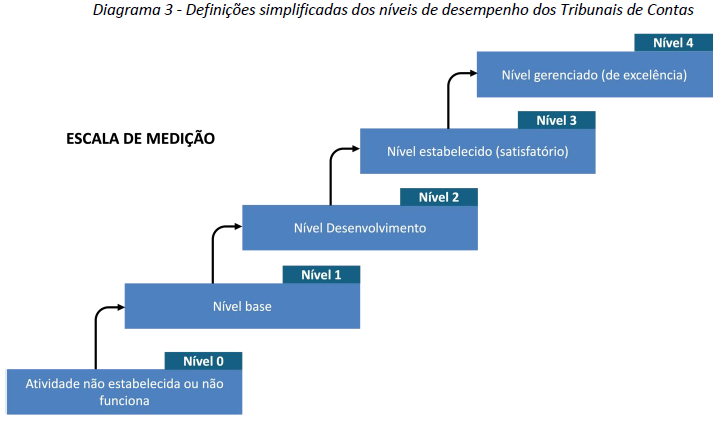 Diagrama 3 - Definições simplificadas dos níveis de desempenho dos Tribunais de Contas
Nível 4
Nível gerenciado (de excelência)
Nível 3
ESCALA DE MEDIÇÃO
Nível estabelecido (satisfatório)
Nível 2
Nível Desenvolvimento
Nível 1
Nível base
Nível 0
Atividade não estabelecida ou não
funciona